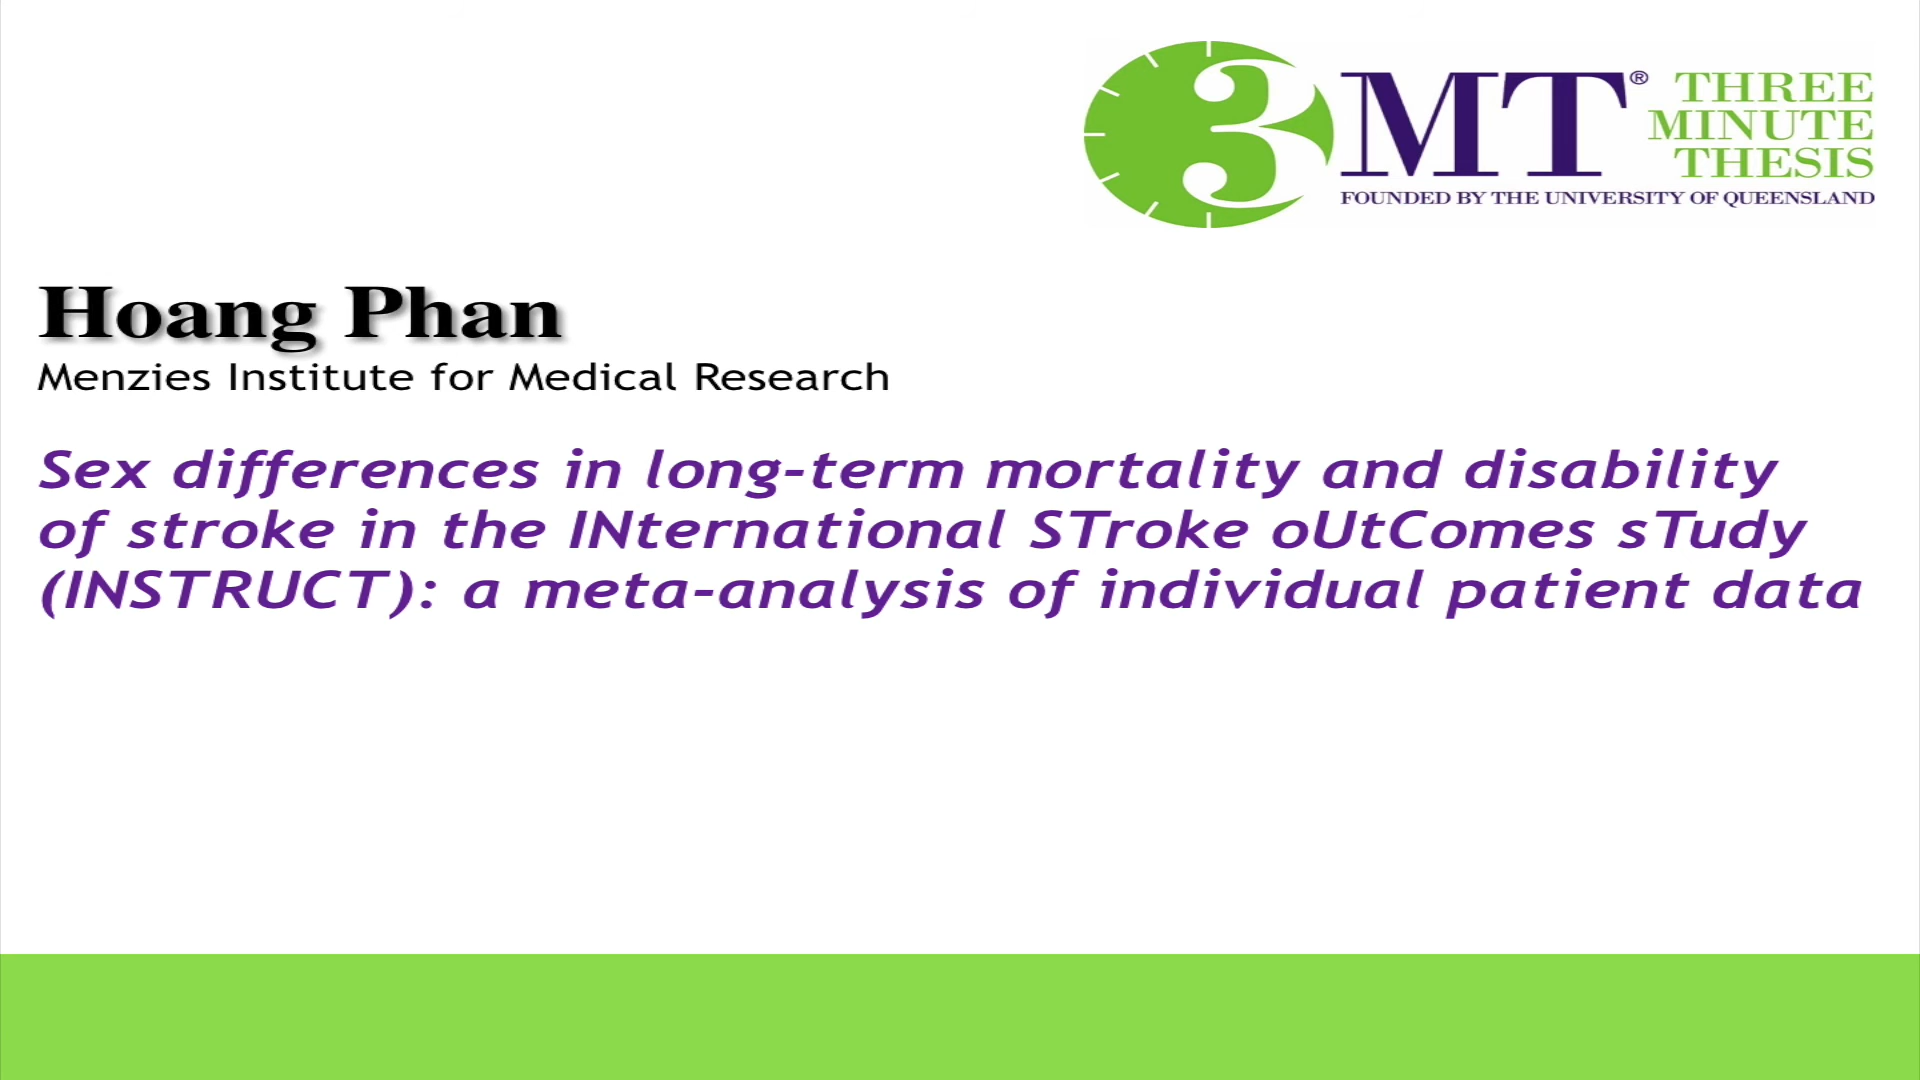 3MT® THREE
MINUTE
THESIS
FOUNDED BY THE UNIVERSITY OF QUEENSLAND
Hoang Phan
Menzies Institute for Medical Research
Sex differences in long-term mortality and disability
of stroke in the INternational STroke oUtComes sTudy
(INSTRUCT): a meta-analysis of individual patient data